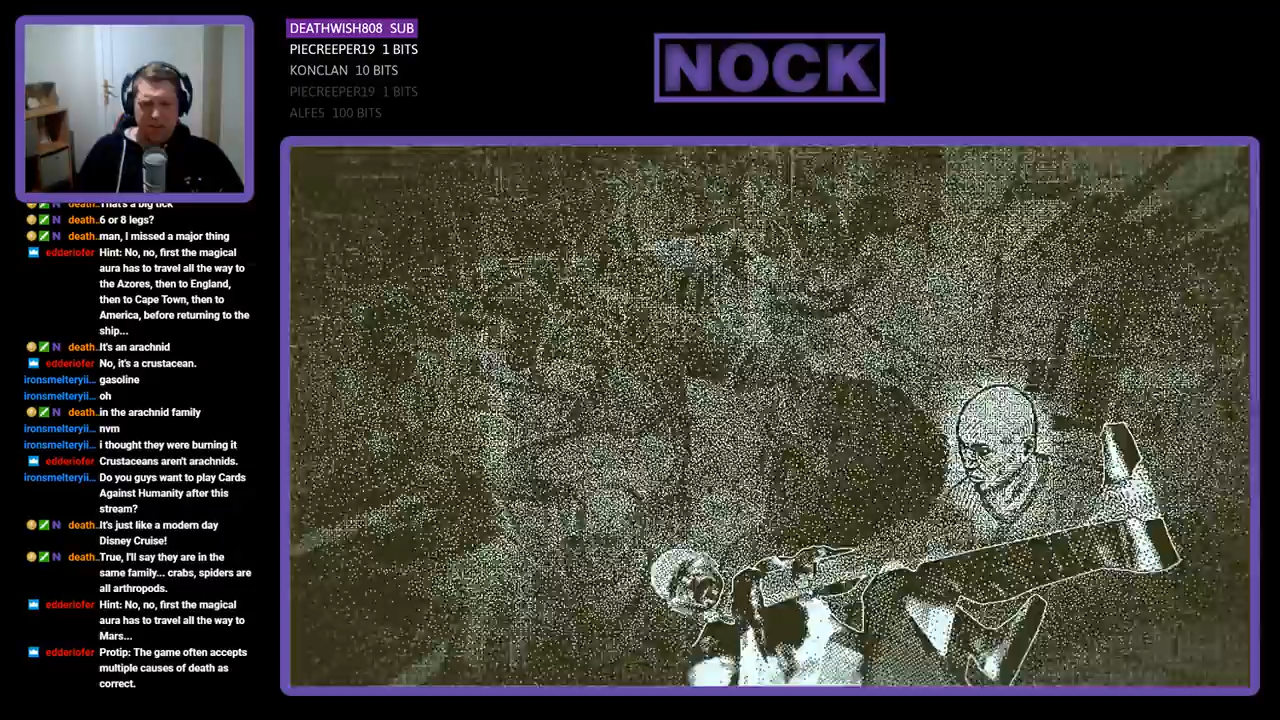 DEATHWISH808 SUB
PIECREEPER19 1 BITS
KONCLAN 10 BITS
PIECREEPER19 1 BITS
ALFE5 100 BITS
NOCK
death.. That's a big tick
death.. 6 or 8 legs?
death.. man, I missed a major thing
edderiofer Hint: No, no, first the magical
aura has to travel all the way to
the Azores, then to England,
then to Cape Town, then to
America, before returning to the
ship...
death.. It's an arachnid
edderiofer No, it's a crustacean.
ironsmelteryii... gasoline
ironsmelteryii... oh
death.. in the arachnid family
ironsmelteryii... nvm
ironsmelteryii... i thought they were burning it
edderiofer Crustaceans aren't arachnids.
ironsmelteryii... Do you guys want to play Cards
Against Humanity after this
stream?
death.. It's just like a modern day
Disney Cruise!
death.. True, I'll say they are in the
same family... crabs, spiders are
all arthropods.
edderiofer Hint: No, no, first the magical
aura has to travel all the way to
Mars...
edderiofer Protip: The game often accepts
multiple causes of death as
correct.